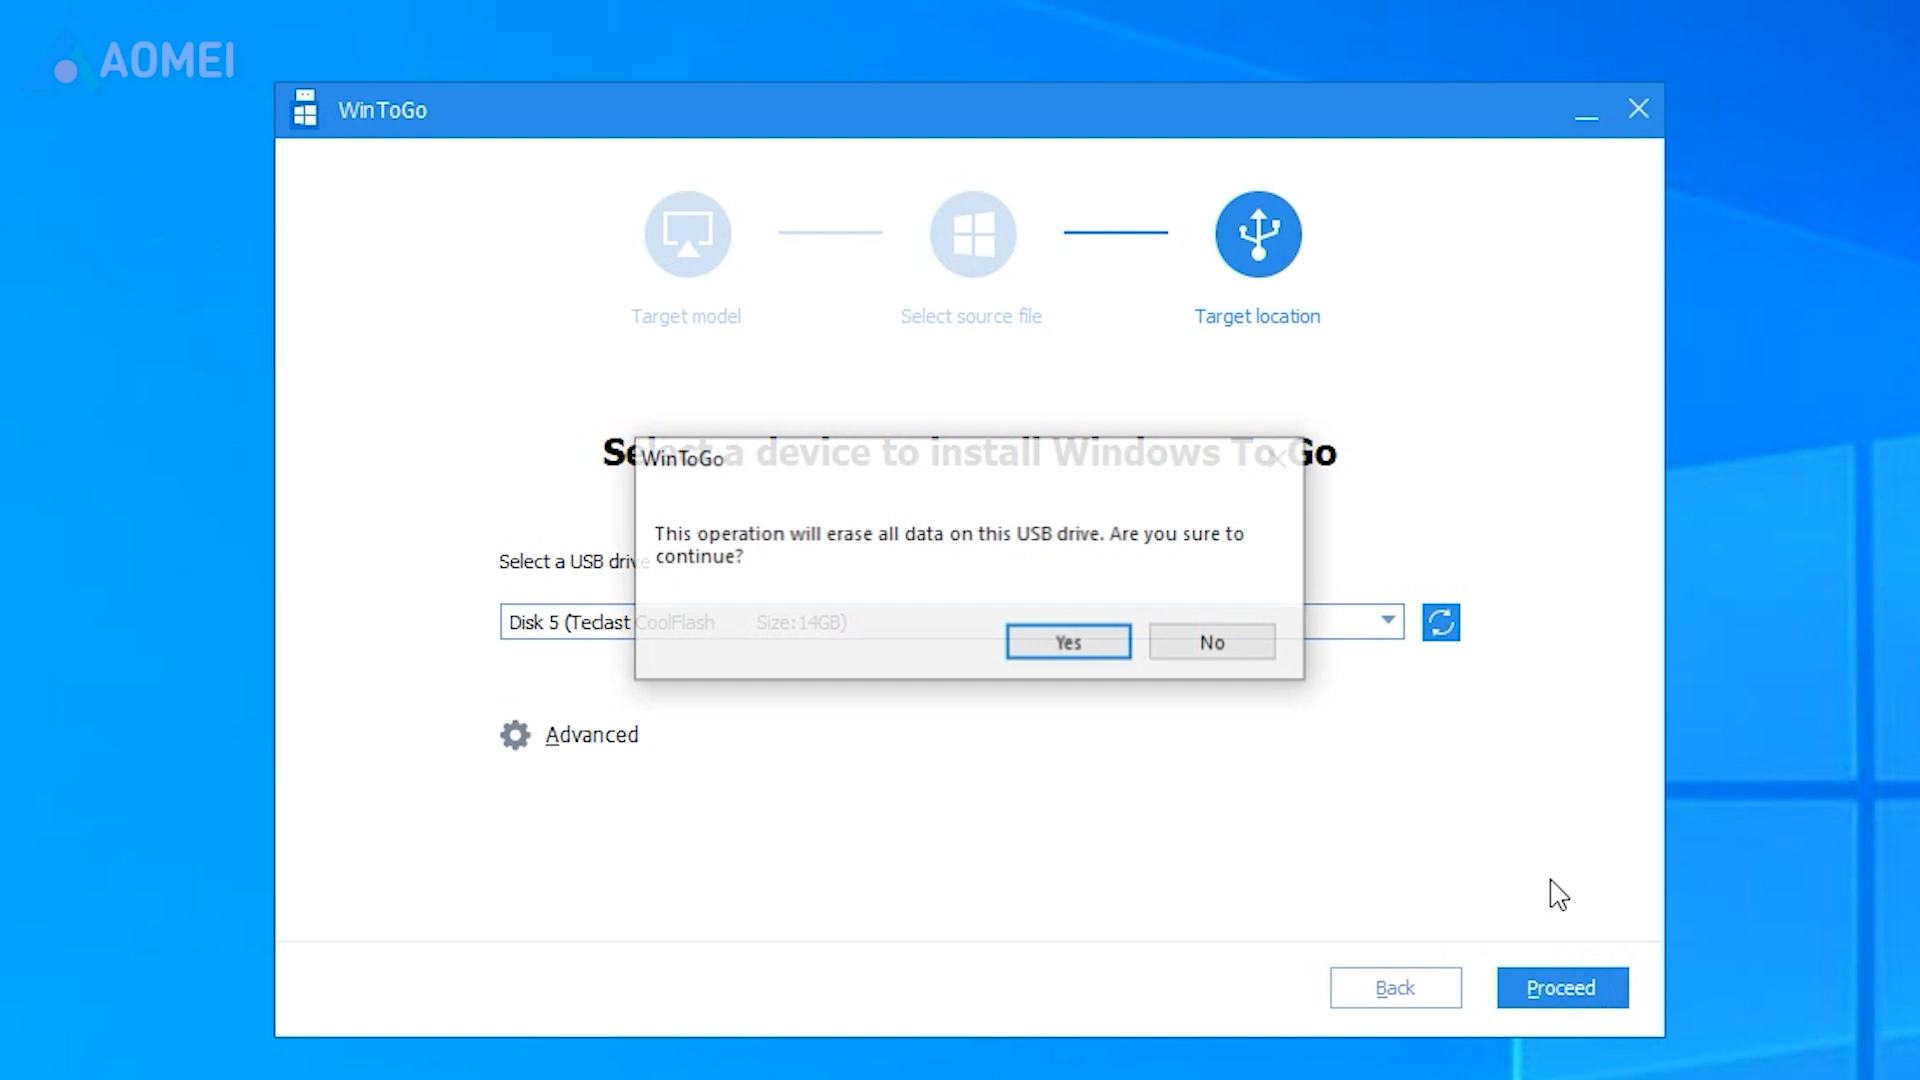 AOMEI
WinToGo
Target model
Select source file
Target location
Select a device to install Windows To Go
WinToGo
This operation will erase all data on this USB drive. Are you sure to
continue?
Select a USB drive
Disk 5 (Teclast CoolFlash Size:14GB)
Yes
No
Advanced
Back
Proceed